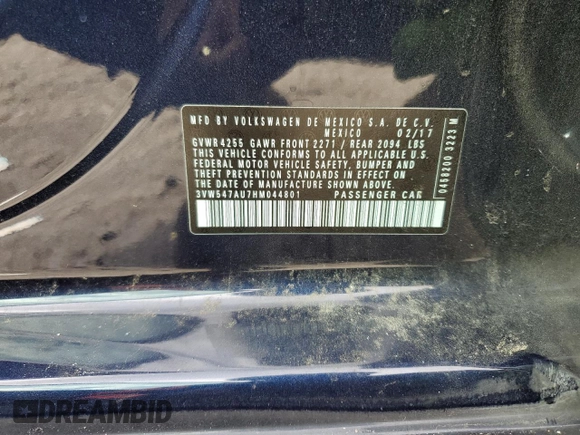 MFD BY VOLKSWAGEN DE MEXICO S.A. DE C.V.
MEXICO 02/17
GVWR 4255 GAWR FRONT 2271 / REAR 2094 LBS
THIS VEHICLE CONFORMS TO ALL APPLICABLE U.S.
FEDERAL MOTOR VEHICLE SAFETY, BUMPER AND
THEFT PREVENTION STANDARDS IN EFFECT ON
THE DATE OF MANUFACTURE SHOWN ABOVE.
3VW547AU7HM044801 PASSENGER CAR
0458200 3223 M
DREAMBID